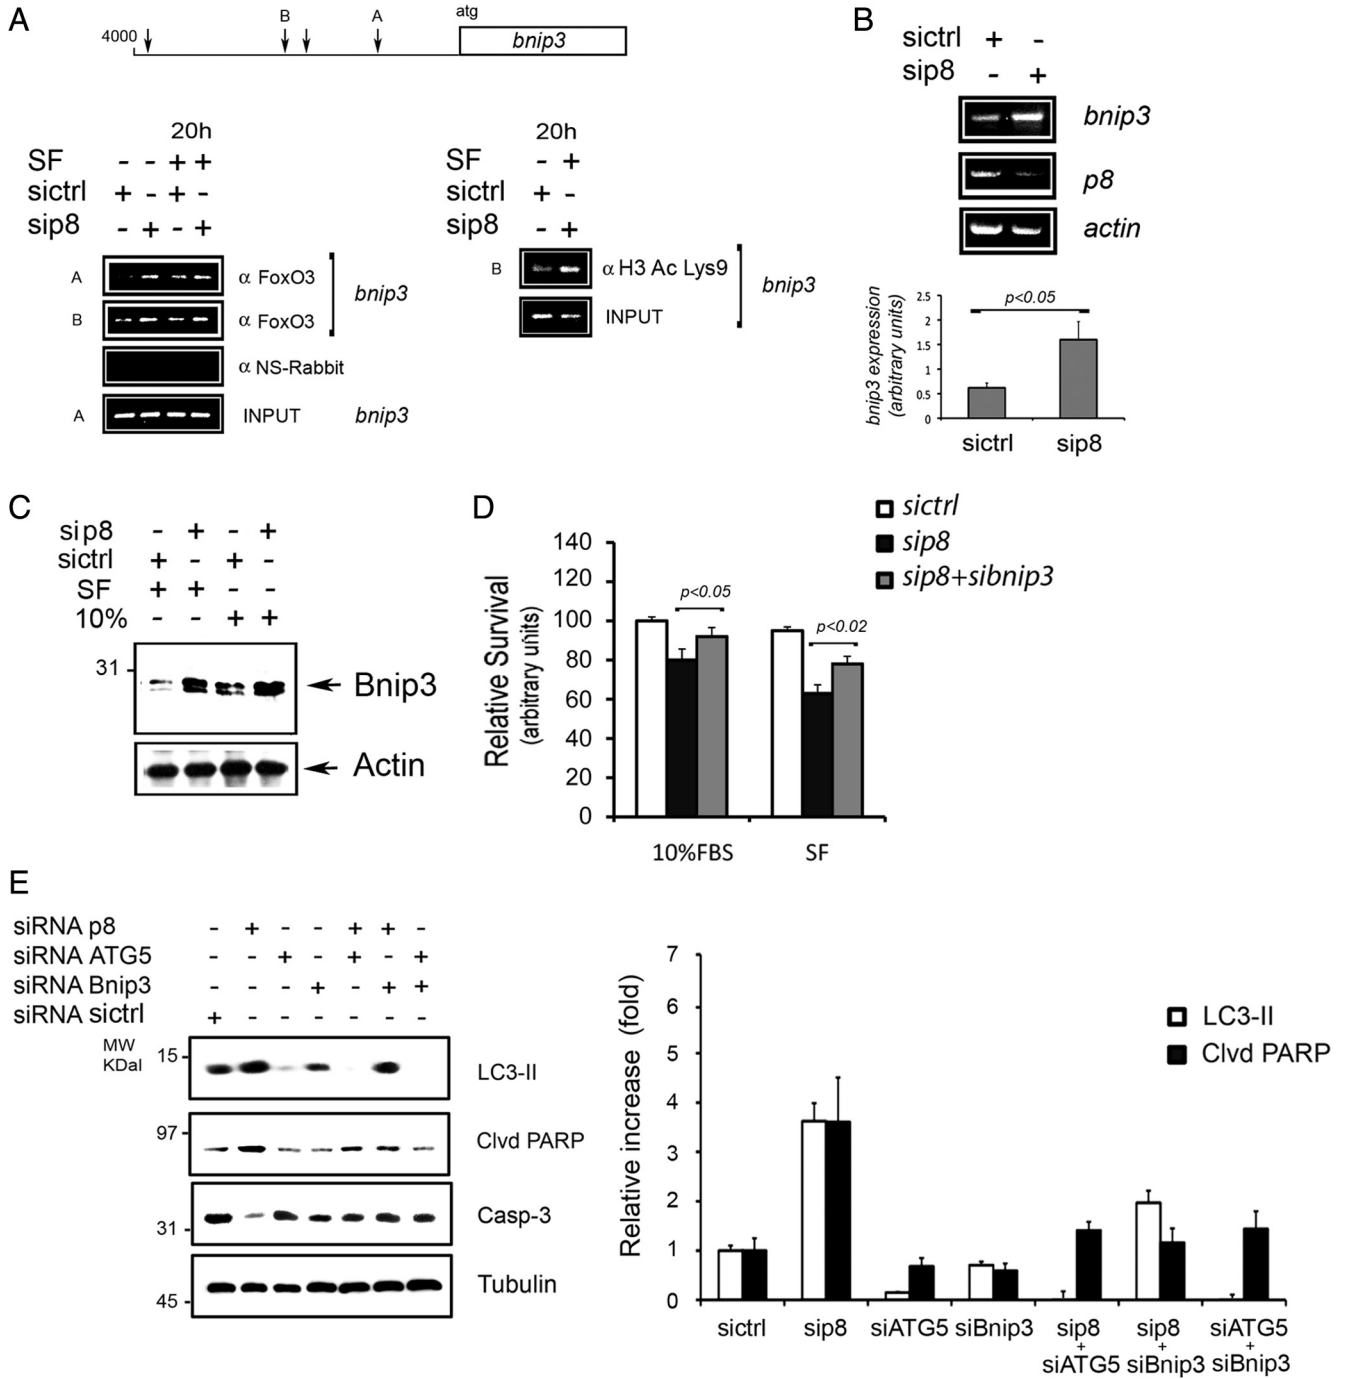 A
4000
B
A
atg
bnip3
20h
SF - - + +
sictrl + - + -
sip8 - + - +
A
α FoxO3
B
α FoxO3
bnip3
α NS-Rabbit
A
INPUT
bnip3
20h
SF - +
sictrl + -
sip8 - +
B
α H3 Ac Lys9
INPUT
bnip3
B
sictrl + -
sip8 - +
bnip3
p8
actin
bnip3 expression
(arbitrary units)
2.5
2
1.5
1
0.5
0
p<0.05
sictrl sip8
C
sip8 - + - +
sictrl + - + -
SF + + - -
10% - - + +
31
Bnip3
Actin
D
sictrl
sip8
sip8+sibnip3
Relative Survival
(arbitrary units)
140
120
100
80
60
40
20
0
p<0.05
p<0.02
10%FBS SF
E
siRNA p8 - + - - + + -
siRNA ATG5 - - + - + - +
siRNA Bnip3 - - - + - + +
siRNA sictrl + - - - - - -
MW
KDal
15
LC3-II
97
Clvd PARP
31
Casp-3
45
Tubulin
Relative increase (fold)
7
6
5
4
3
2
1
0
LC3-II
Clvd PARP
sictrl sip8 siATG5 siBnip3 sip8 sip8 siATG5
+ + +
siATG5 siBnip3 siBnip3